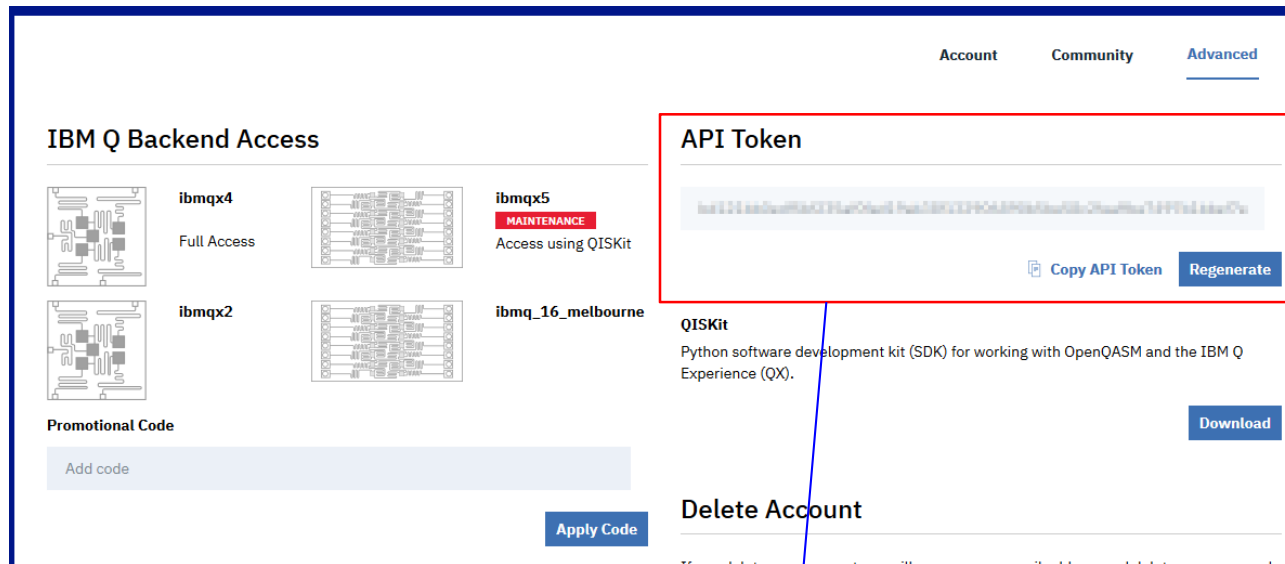 Account Community Advanced
IBM Q Backend Access
ibmqx4
Full Access
ibmqx5
MAINTENANCE
Access using QISKit
ibmqx2
ibmq_16_melbourne
Promotional Code
Add code
Apply Code
API Token
Copy API Token Regenerate
QISKit
Python software development kit (SDK) for working with OpenQASM and the IBM Q
Experience (QX).
Download
Delete Account